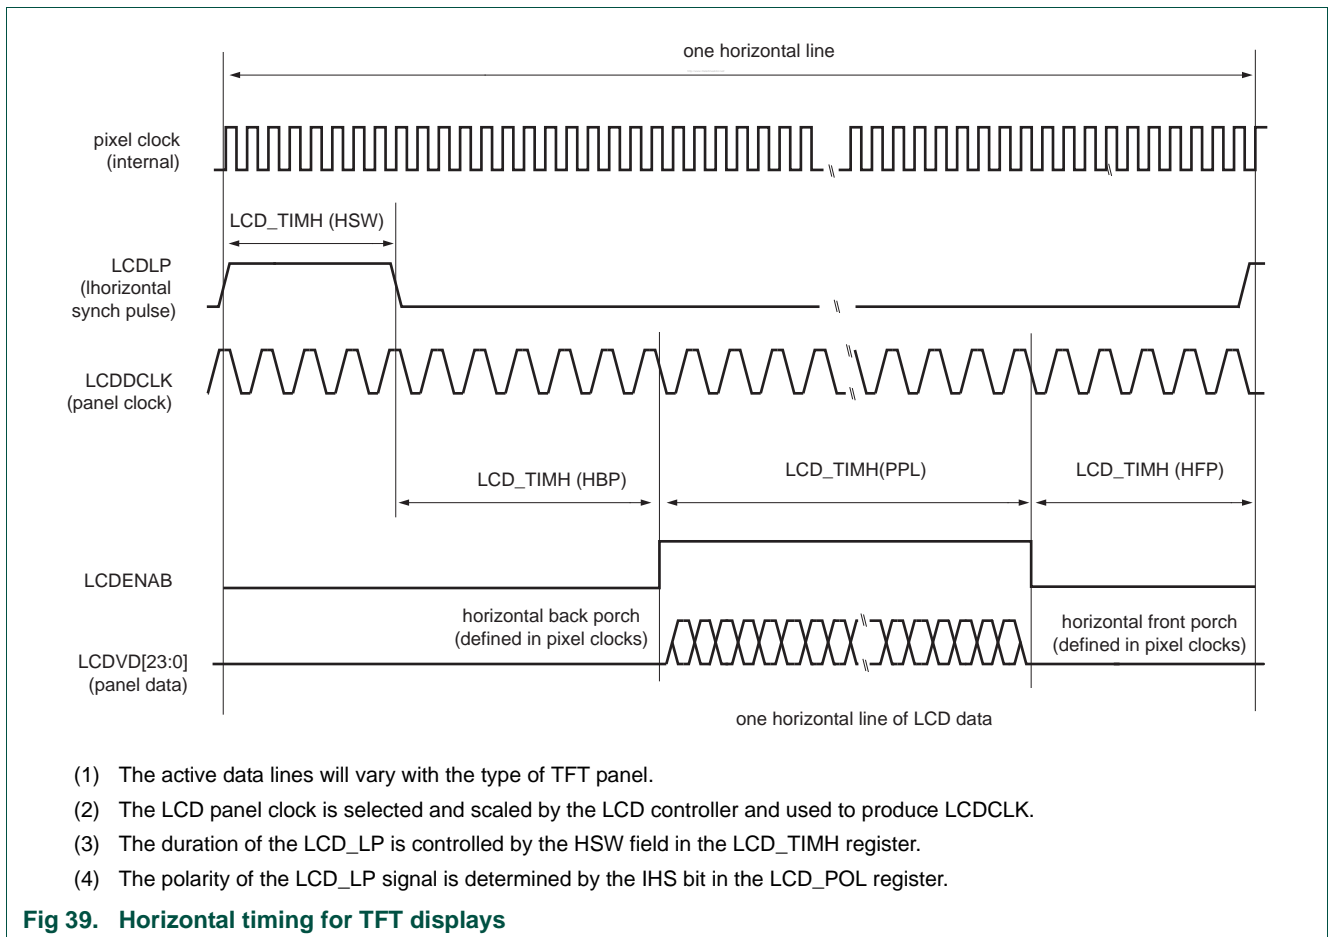 one horizontal line
pixel clock
(internal)
LCD_TIMH (HSW)
LCDLP
(lhorizontal
synch pulse)
LCDDCLK
(panel clock)
LCD_TIMH (HBP)
LCD_TIMH(PPL)
LCD_TIMH (HFP)
LCDENAB
horizontal back porch
(defined in pixel clocks)
horizontal front porch
(defined in pixel clocks)
LCDVD[23:0]
(panel data)
one horizontal line of LCD data
(1) The active data lines will vary with the type of TFT panel.
(2) The LCD panel clock is selected and scaled by the LCD controller and used to produce LCDCLK.
(3) The duration of the LCD_LP is controlled by the HSW field in the LCD_TIMH register.
(4) The polarity of the LCD_LP signal is determined by the IHS bit in the LCD_POL register.
Fig 39. Horizontal timing for TFT displays